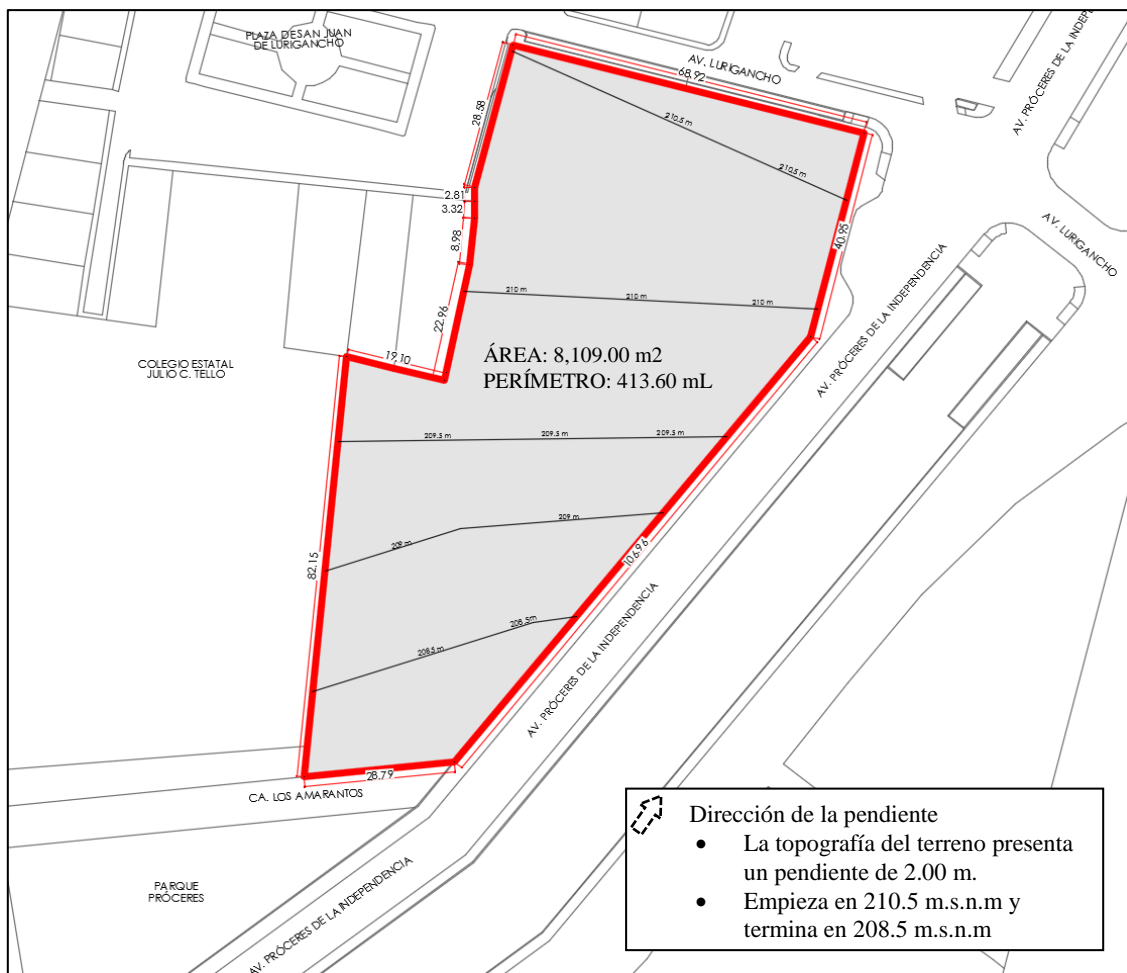 PLAZA DE SAN JUAN
DE LURIGANCHO
AV. LURIGANCHO
68.92
AV. PRÓCERES DE LA INDEPE
28.58
210.5 m
210.5 m
2.81
3.32
8.98
40.95
AV. LURIGANCHO
22.96
210 m
210 m
210 m
19.10
COLEGIO ESTATAL
JULIO C. TELLO
ÁREA: 8,109.00 m2
PERÍMETRO: 413.60 mL
AV. PRÓCERES DE LA INDEPENDENCIA
209.5 m
209.5 m
209.5 m
209 m
209 m
82.15
106.96
208.5 m
208.5 m
AV. PRÓCERES DE LA INDEPENDENCIA
28.79
CA. LOS AMARANTOS
PARQUE
PRÓCERES
AV. PRÓCERES DE LA INDEPENDENCIA
Dirección de la pendiente
• La topografía del terreno presenta
un pendiente de 2.00 m.
• Empieza en 210.5 m.s.n.m y
termina en 208.5 m.s.n.m